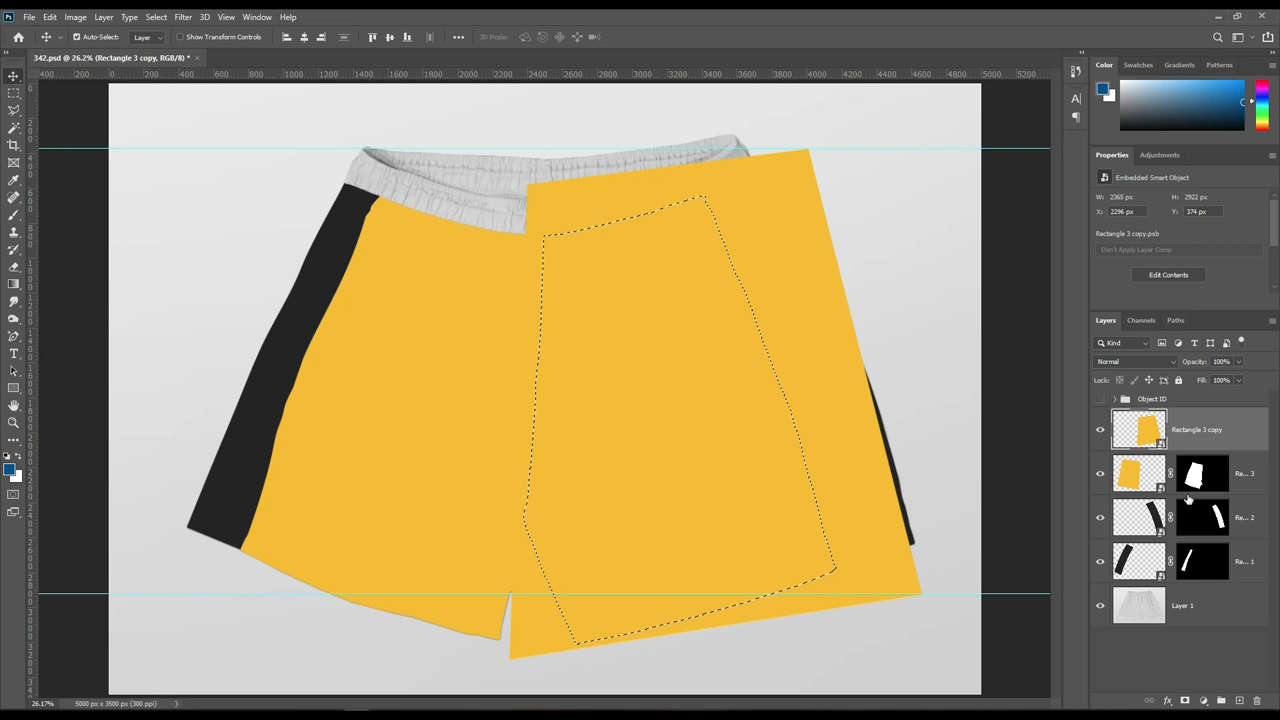 Ps File Edit Image Layer Type Select Filter 3D View Window Help
Auto-Select: Layer Show Transform Controls 3D Mode:
342.psd @ 26.2% (Rectangle 3 copy, RGB/8) * ×
400 200 0 200 400 600 800 1000 1200 1400 1600 1800 2000 2200 2400 2600 2800 3000 3200 3400 3600 3800 4000 4200 4400 4600 4800 5000 5200
Color Swatches Gradients Patterns
Properties Adjustments
Embedded Smart Object
W: 2365 px H: 2922 px
X: 2296 px Y: 374 px
Rectangle 3 copy.psb
Don't Apply Layer Comp
Edit Contents
Layers Channels Paths
Kind
Normal Opacity: 100%
Lock: Fill: 100%
Object ID
Rectangle 3 copy
Re... 3
Re... 2
Re... 1
Layer 1
26.17% 5000 px x 3500 px (300 ppi)